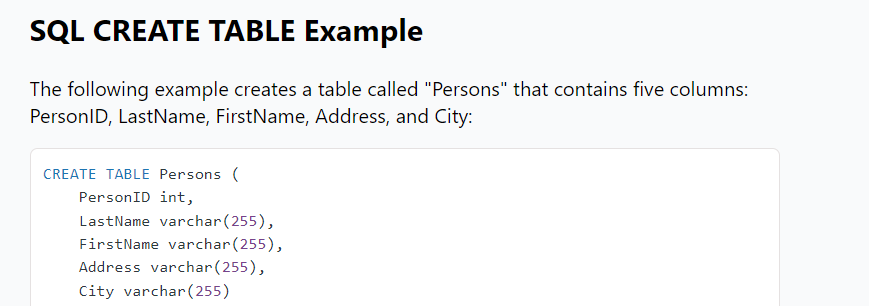 SQL CREATE TABLE Example
The following example creates a table called "Persons" that contains five columns:
PersonID, LastName, FirstName, Address, and City:
CREATE TABLE Persons (
    PersonID int,
    LastName varchar(255),
    FirstName varchar(255),
    Address varchar(255),
    City varchar(255)